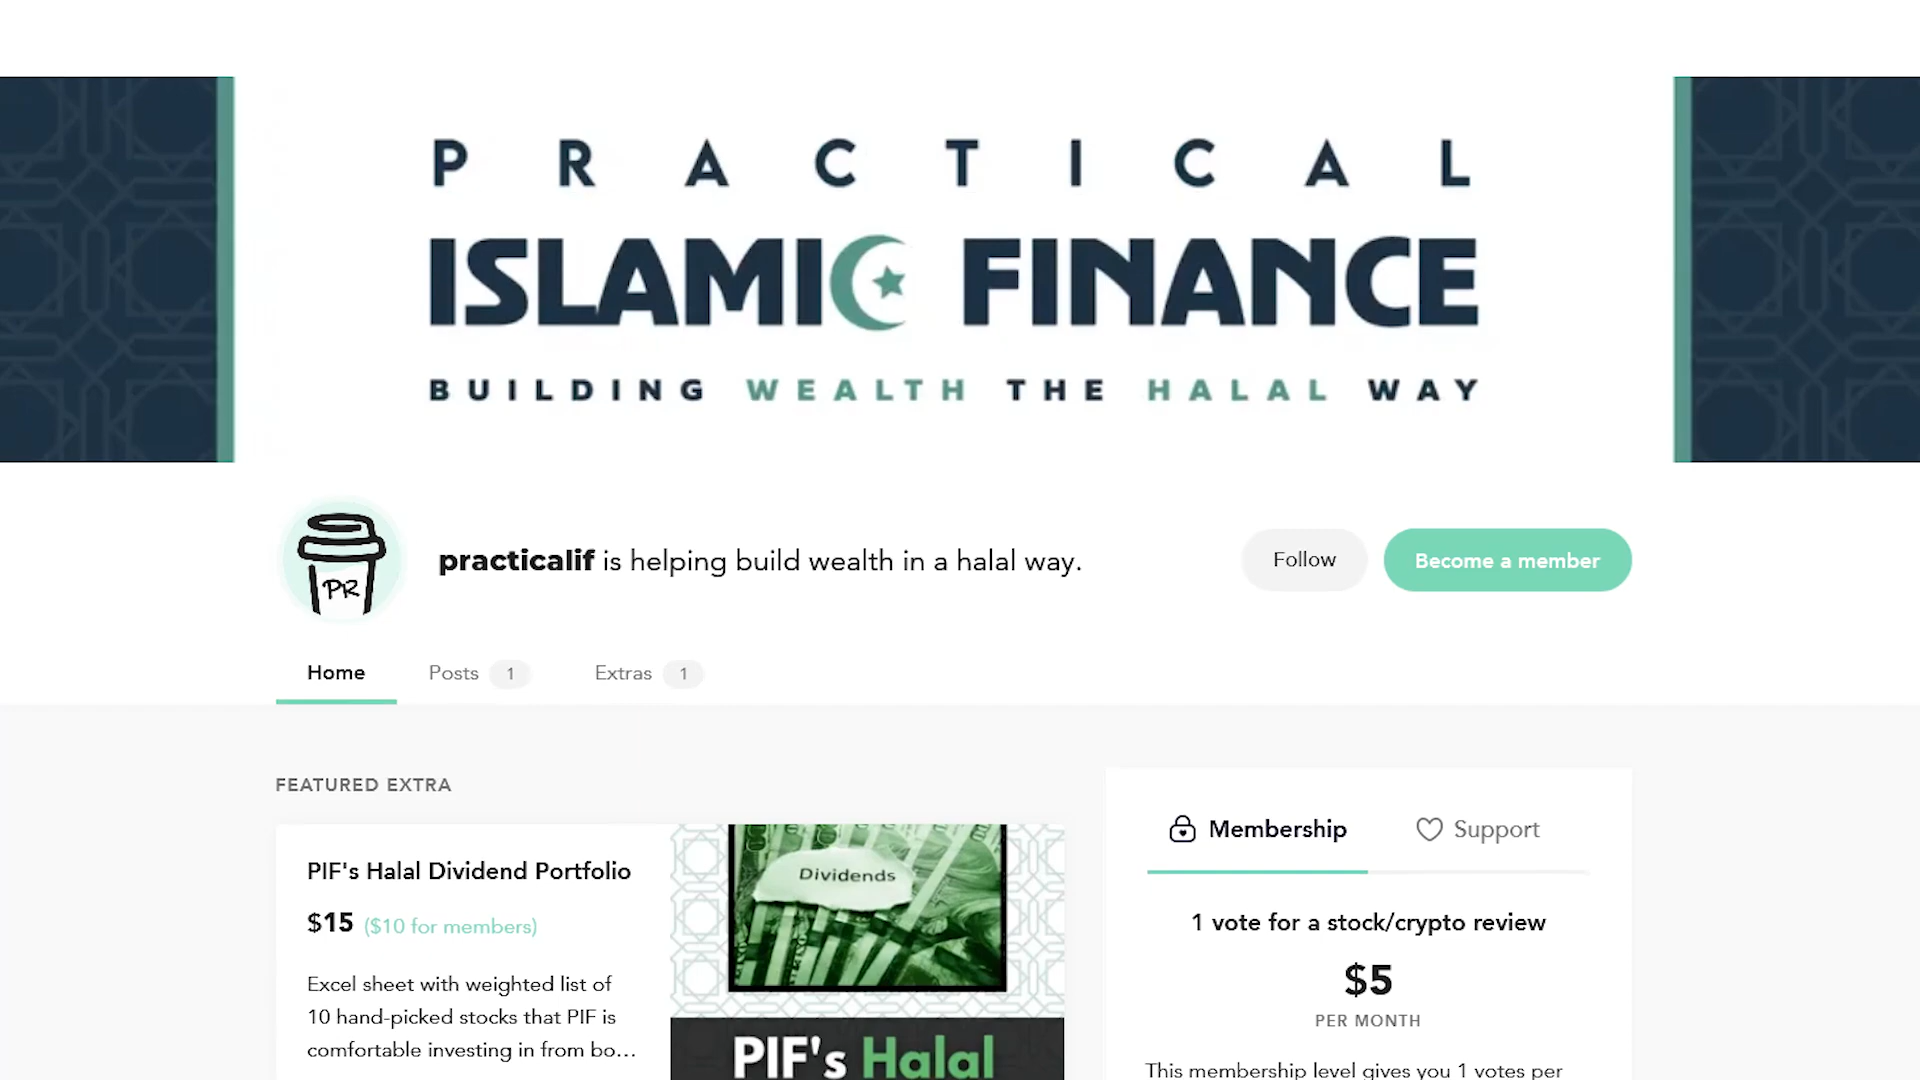 PRACTICAL
ISLAMIC FINANCE
BUILDING WEALTH THE HALAL WAY
PR
practicalif is helping build wealth in a halal way.
Follow
Become a member
Home
Posts 1
Extras 1
FEATURED EXTRA
PIF's Halal Dividend Portfolio
$15 ($10 for members)
Excel sheet with weighted list of
10 hand-picked stocks that PIF is
comfortable investing in from bo...
Dividends
PIF's Halal
Membership
Support
1 vote for a stock/crypto review
$5
PER MONTH
This membership level gives you 1 votes per